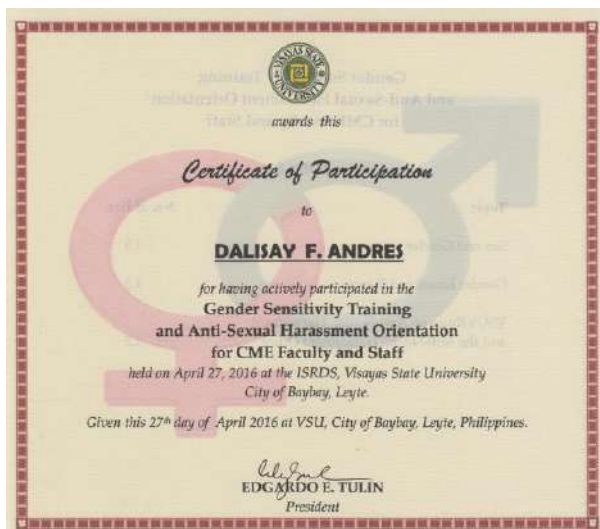 VISAYAS STATE
UNIVERSITY
awards this
Certificate of Participation
to
DALISAY F. ANDRES
for having actively participated in the
Gender Sensitivity Training
and Anti-Sexual Harassment Orientation
for CME Faculty and Staff
held on April 27, 2016 at the ISRDS, Visayas State University
City of Baybay, Leyte.
Given this 27th day of April 2016 at VSU, City of Baybay, Leyte, Philippines.
EDGARDO E. TULIN
President